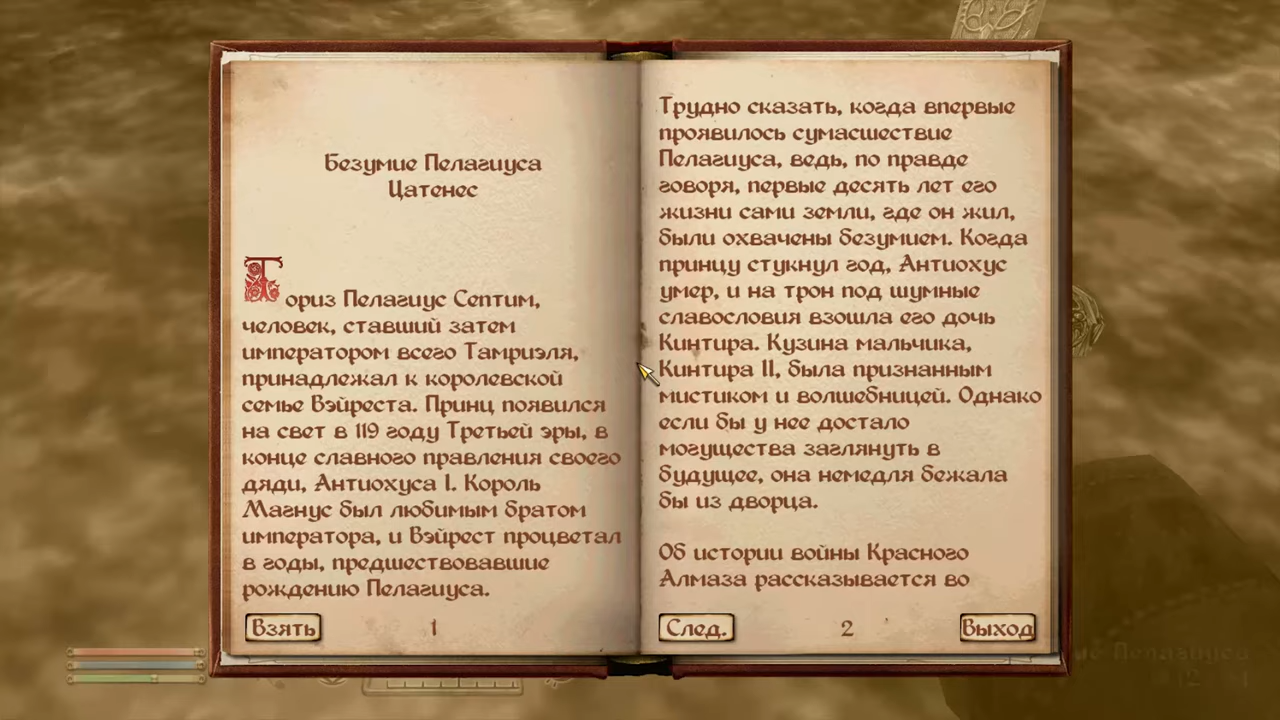 Безумие Пелагиуса
Цатенес
Ториз Пелагиус Септим,
человек, ставший затем
императором всего Тамриэля,
принадлежал к королевской
семье Вэйреста. Принц появился
на свет в 119 году Третьей эры, в
конце славного правления своего
дяди, Антиохуса I. Король
Магнус был любимым братом
императора, и Вэйрест процветал
в годы, предшествовавшие
рождению Пелагиуса.
Взять
1
Трудно сказать, когда впервые
проявилось сумасшествие
Пелагиуса, ведь, по правде
говоря, первые десять лет его
жизни сами земли, где он жил,
были охвачены безумием. Когда
принцу стукнул год, Антиохус
умер, и на трон под шумные
славословия взошла его дочь
Кинтира. Кузина мальчика,
Кинтира II, была признанным
мистиком и волшебницей. Однако
если бы у нее достало
могущества заглянуть в
будущее, она немедля бежала
бы из дворца.
Об истории войны Красного
Алмаза рассказывается во
След.
2
Выход
Пелагиуса